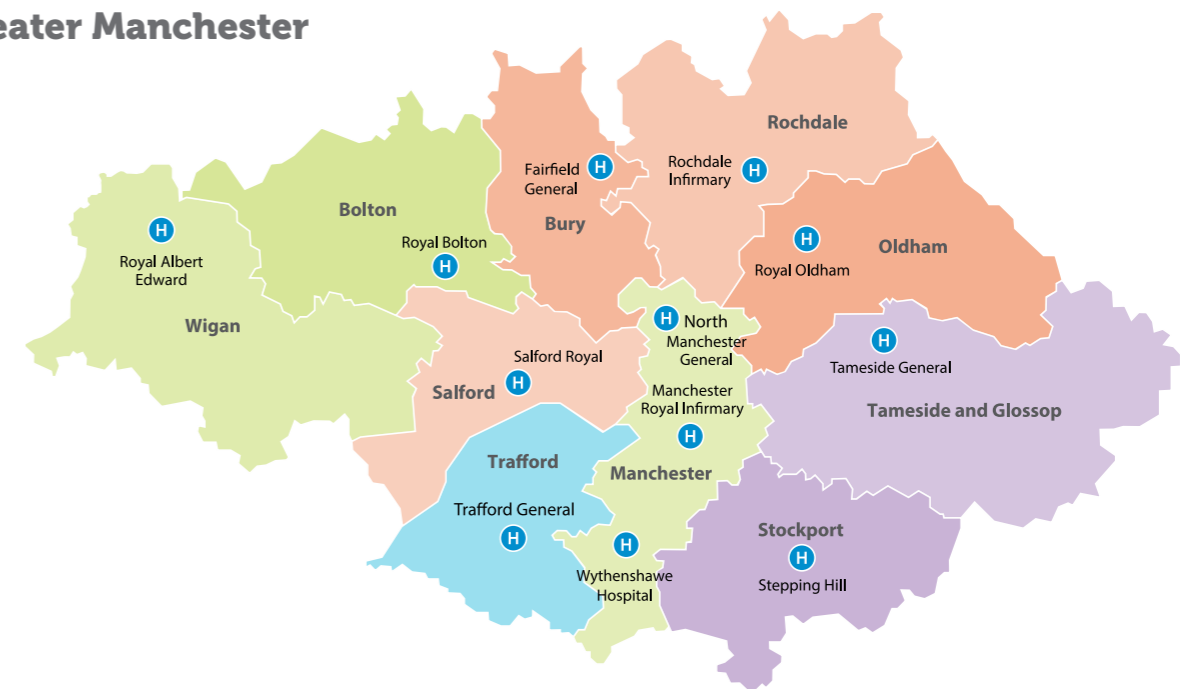 eater Manchester
Rochdale
Fairfield
General
H
Rochdale
Infirmary
H
Bolton
Bury
H
Royal Albert
Edward
Royal Bolton
H
H
Royal Oldham
Oldham
Wigan
H North
Manchester
General
H
Tameside General
Salford Royal
H
Salford
Manchester
Royal Infirmary
H
Tameside and Glossop
Trafford
Manchester
Trafford General
H
H
Wythenshawe
Hospital
Stockport
H
Stepping Hill